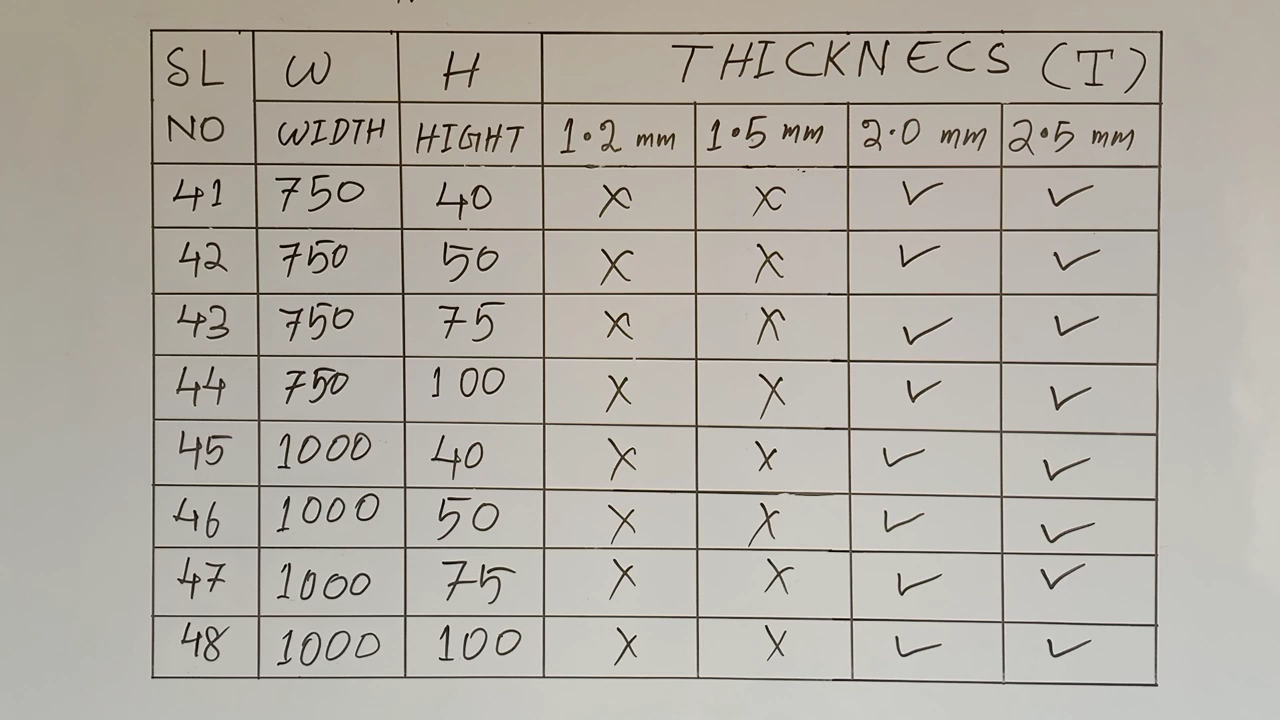 SL NO W H THICKNECS (T)
WIDTH HIGHT 1.2 mm 1.5 mm 2.0 mm 2.5 mm
41 750 40 X X ✓ ✓
42 750 50 X X ✓ ✓
43 750 75 X X ✓ ✓
44 750 100 X X ✓ ✓
45 1000 40 X X ✓ ✓
46 1000 50 X X ✓ ✓
47 1000 75 X X ✓ ✓
48 1000 100 X X ✓ ✓